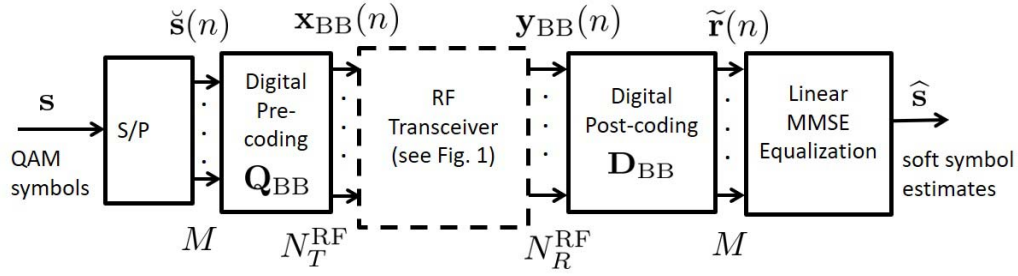 s̆(n)
x_BB(n)
y_BB(n)
r̃(n)
s
QAM
symbols
S/P
Digital
Pre-
coding
Q_BB
RF
Transceiver
(see Fig. 1)
Digital
Post-coding
D_BB
Linear
MMSE
Equalization
ŝ
soft symbol
estimates
M
N_T^RF
N_R^RF
M